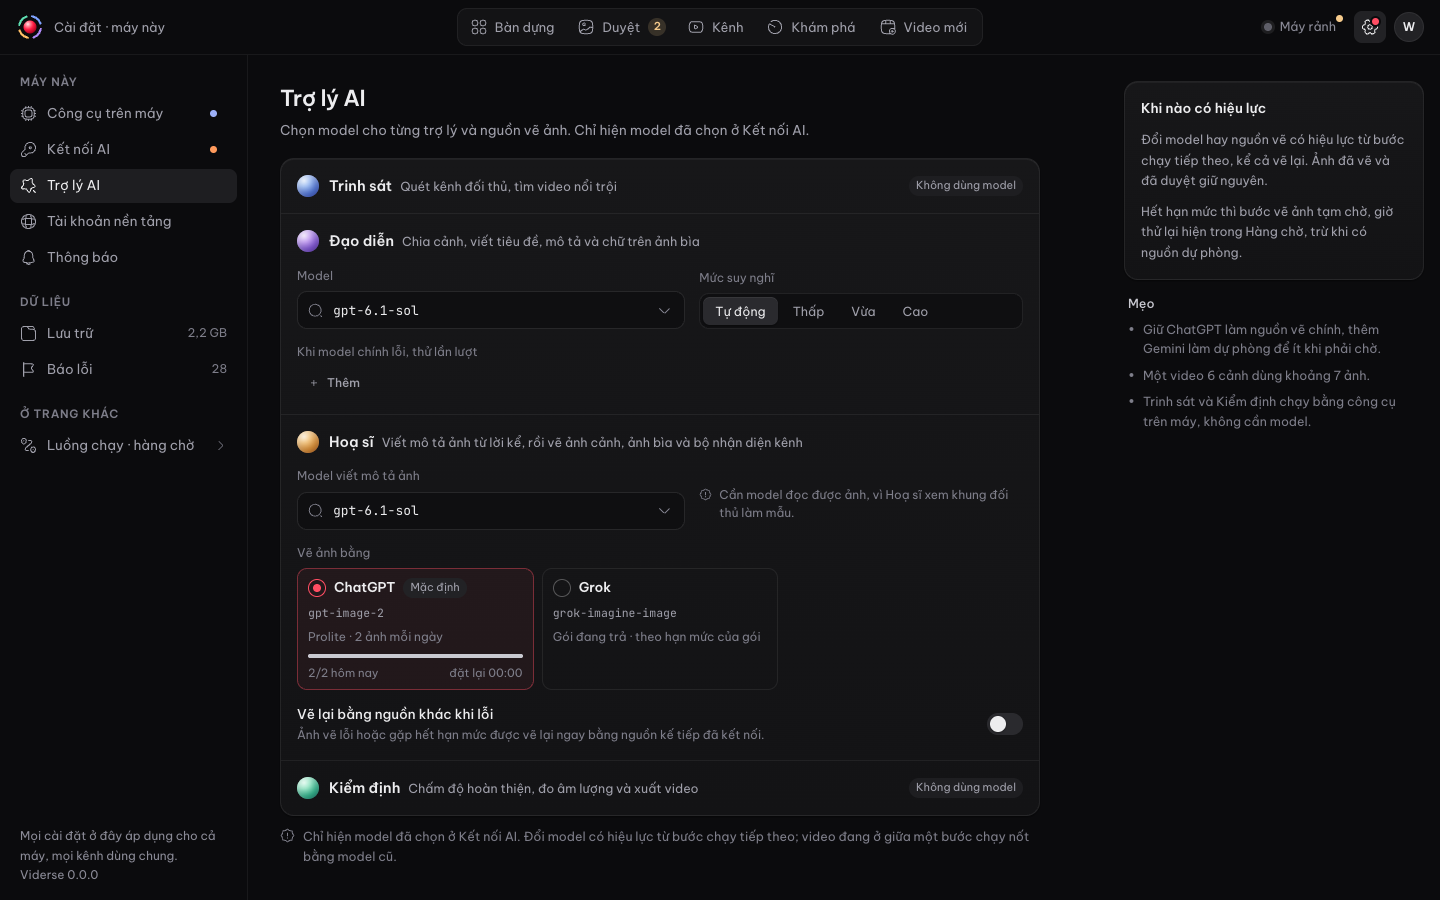 Cài đặt · máy này
Bàn dựng
Duyệt 2
Kênh
Khám phá
Video mới
Máy rảnh
W
MÁY NÀY
Công cụ trên máy
Kết nối AI
Trợ lý AI
Tài khoản nền tảng
Thông báo
DỮ LIỆU
Lưu trữ 2,2 GB
Báo lỗi 28
Ở TRANG KHÁC
Luồng chạy · hàng chờ
Mọi cài đặt ở đây áp dụng cho cả
máy, mọi kênh dùng chung.
Viderse 0.0.0
Trợ lý AI
Chọn model cho từng trợ lý và nguồn vẽ ảnh. Chỉ hiện model đã chọn ở Kết nối AI.
Trinh sát Quét kênh đối thủ, tìm video nổi trội Không dùng model
Đạo diễn Chia cảnh, viết tiêu đề, mô tả và chữ trên ảnh bìa
Model
gpt-6.1-sol
Mức suy nghĩ
Tự động Thấp Vừa Cao
Khi model chính lỗi, thử lần lượt
+ Thêm
Hoạ sĩ Viết mô tả ảnh từ lời kể, rồi vẽ ảnh cảnh, ảnh bìa và bộ nhận diện kênh
Model viết mô tả ảnh
gpt-6.1-sol
Cần model đọc được ảnh, vì Hoạ sĩ xem khung đối
thủ làm mẫu.
Vẽ ảnh bằng
ChatGPT Mặc định
gpt-image-2
Prolite · 2 ảnh mỗi ngày
2/2 hôm nay đặt lại 00:00
Grok
grok-imagine-image
Gói đang trả · theo hạn mức của gói
Vẽ lại bằng nguồn khác khi lỗi
Ảnh vẽ lỗi hoặc gặp hết hạn mức được vẽ lại ngay bằng nguồn kế tiếp đã kết nối.
Kiểm định Chấm độ hoàn thiện, đo âm lượng và xuất video Không dùng model
Chỉ hiện model đã chọn ở Kết nối AI. Đổi model có hiệu lực từ bước chạy tiếp theo; video đang ở giữa một bước chạy nốt
bằng model cũ.
Khi nào có hiệu lực
Đổi model hay nguồn vẽ có hiệu lực từ bước
chạy tiếp theo, kể cả vẽ lại. Ảnh đã vẽ và
đã duyệt giữ nguyên.
Hết hạn mức thì bước vẽ ảnh tạm chờ, giờ
thử lại hiện trong Hàng chờ, trừ khi có
nguồn dự phòng.
Mẹo
• Giữ ChatGPT làm nguồn vẽ chính, thêm
Gemini làm dự phòng để ít khi phải chờ.
• Một video 6 cảnh dùng khoảng 7 ảnh.
• Trinh sát và Kiểm định chạy bằng công cụ
trên máy, không cần model.